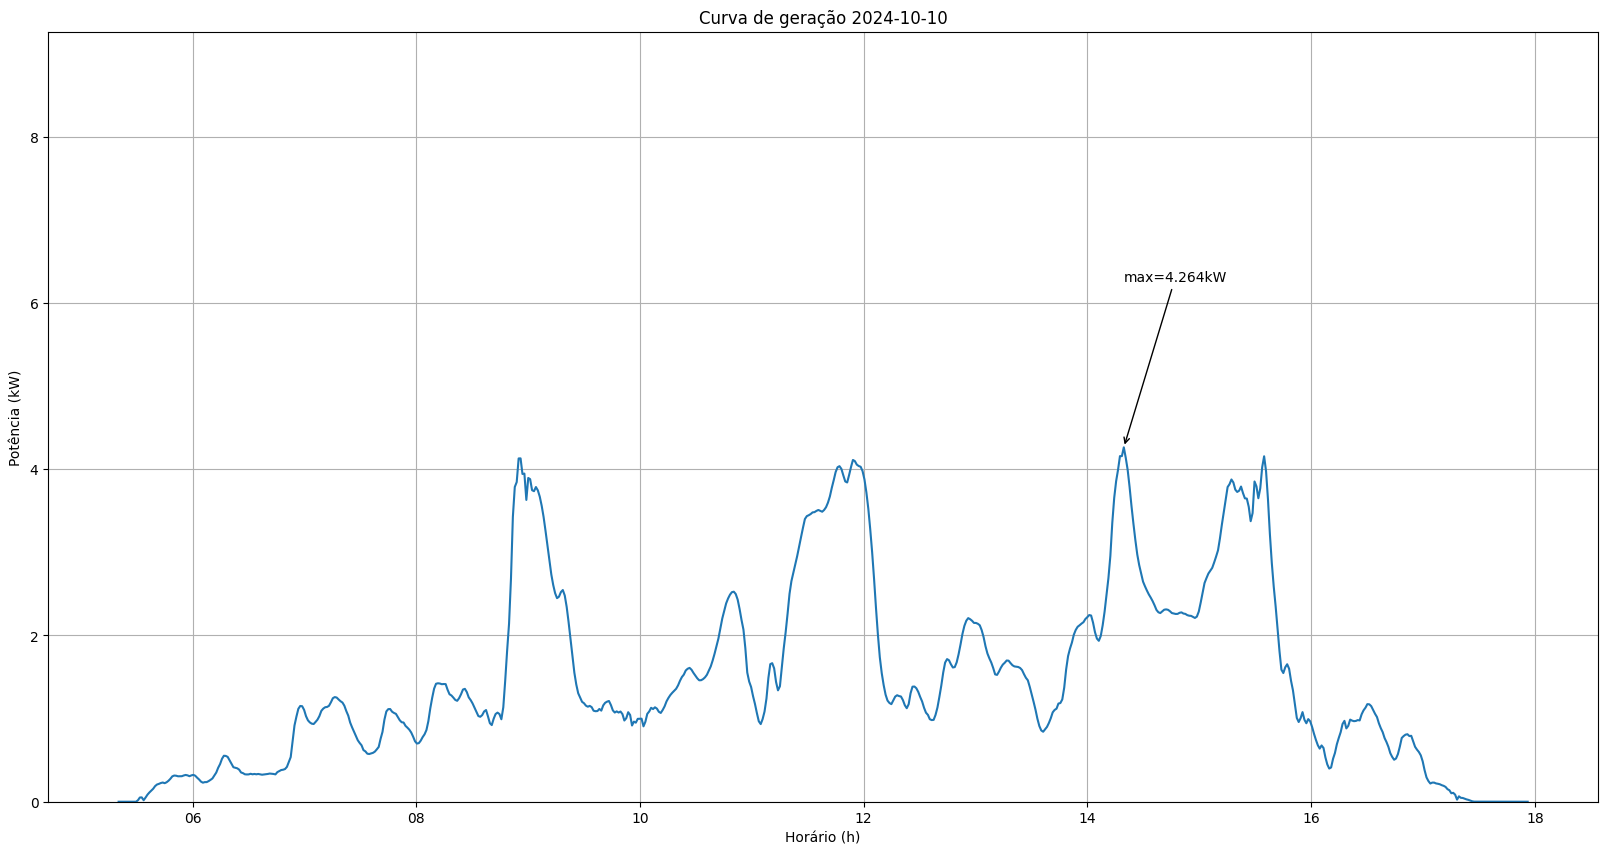 Curva de geração 2024-10-10
Potência (kW)
8
6
4
2
0
max=4.264kW
06 08 10 12 14 16 18
Horário (h)